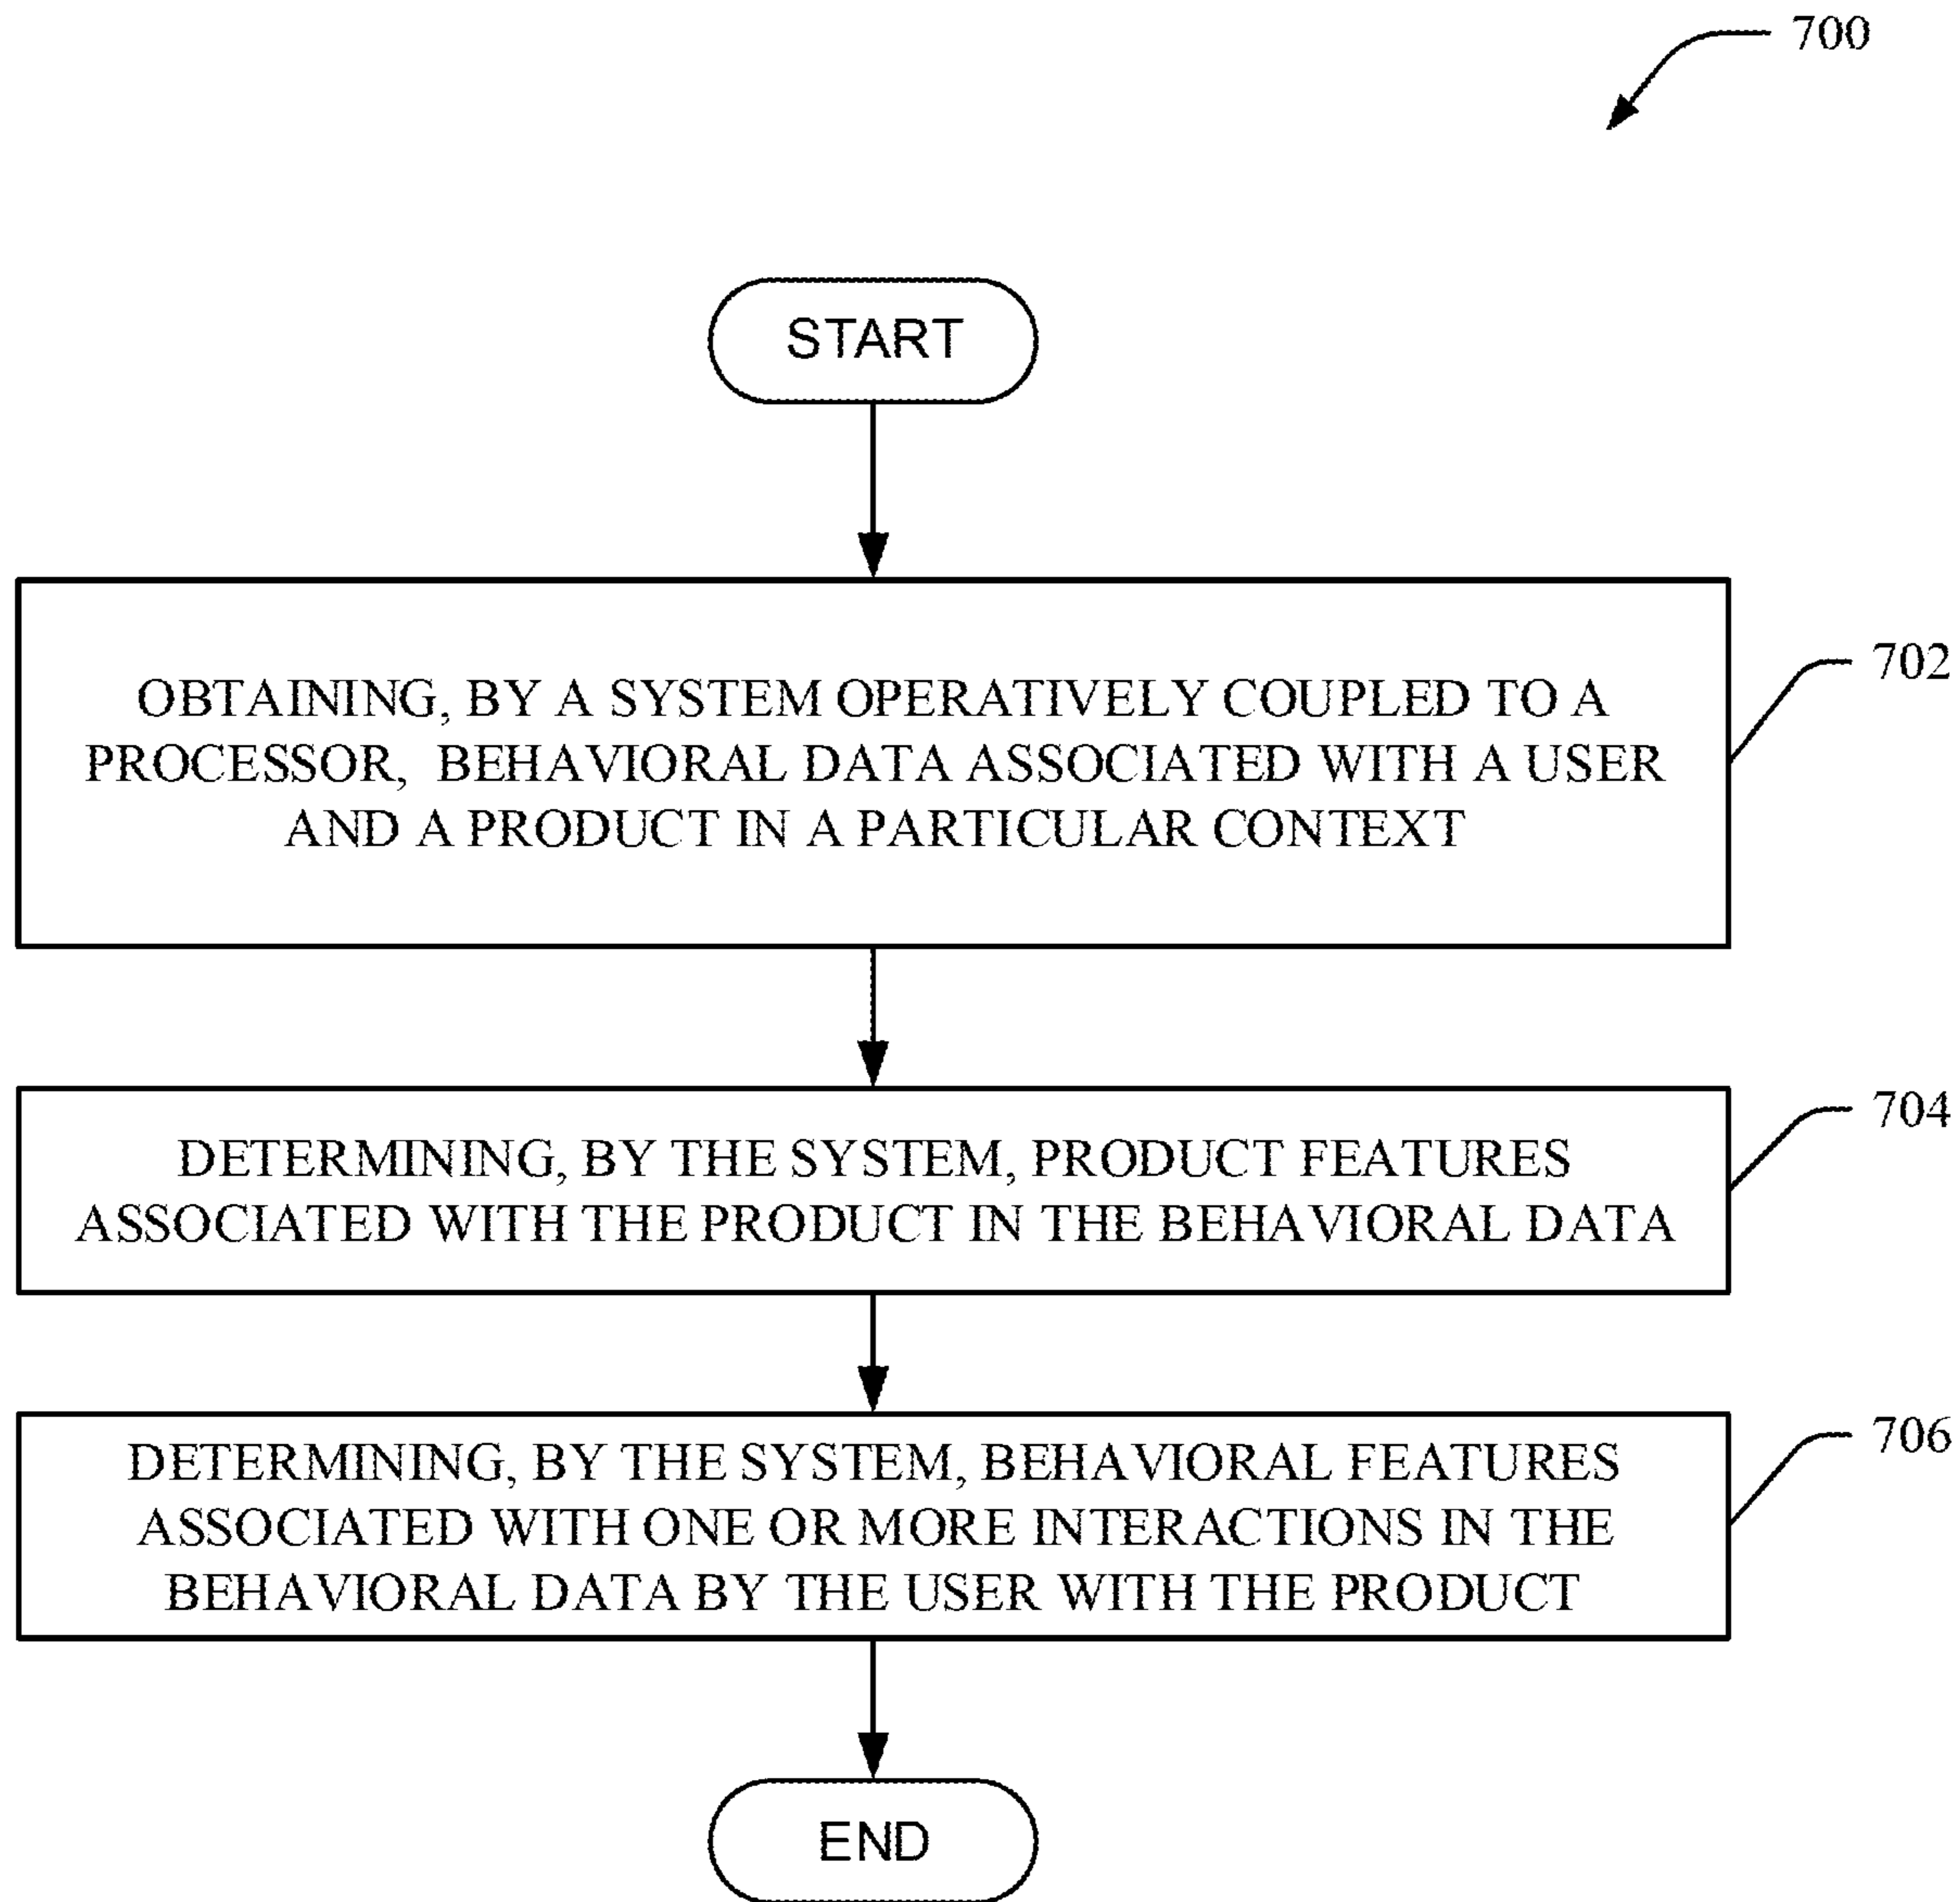 700
START
OBTAINING, BY A SYSTEM OPERATIVELY COUPLED TO A
PROCESSOR, BEHAVIORAL DATA ASSOCIATED WITH A USER
AND A PRODUCT IN A PARTICULAR CONTEXT
702
DETERMINING, BY THE SYSTEM, PRODUCT FEATURES
ASSOCIATED WITH THE PRODUCT IN THE BEHAVIORAL DATA
704
DETERMINING, BY THE SYSTEM, BEHAVIORAL FEATURES
ASSOCIATED WITH ONE OR MORE INTERACTIONS IN THE
BEHAVIORAL DATA BY THE USER WITH THE PRODUCT
706
END